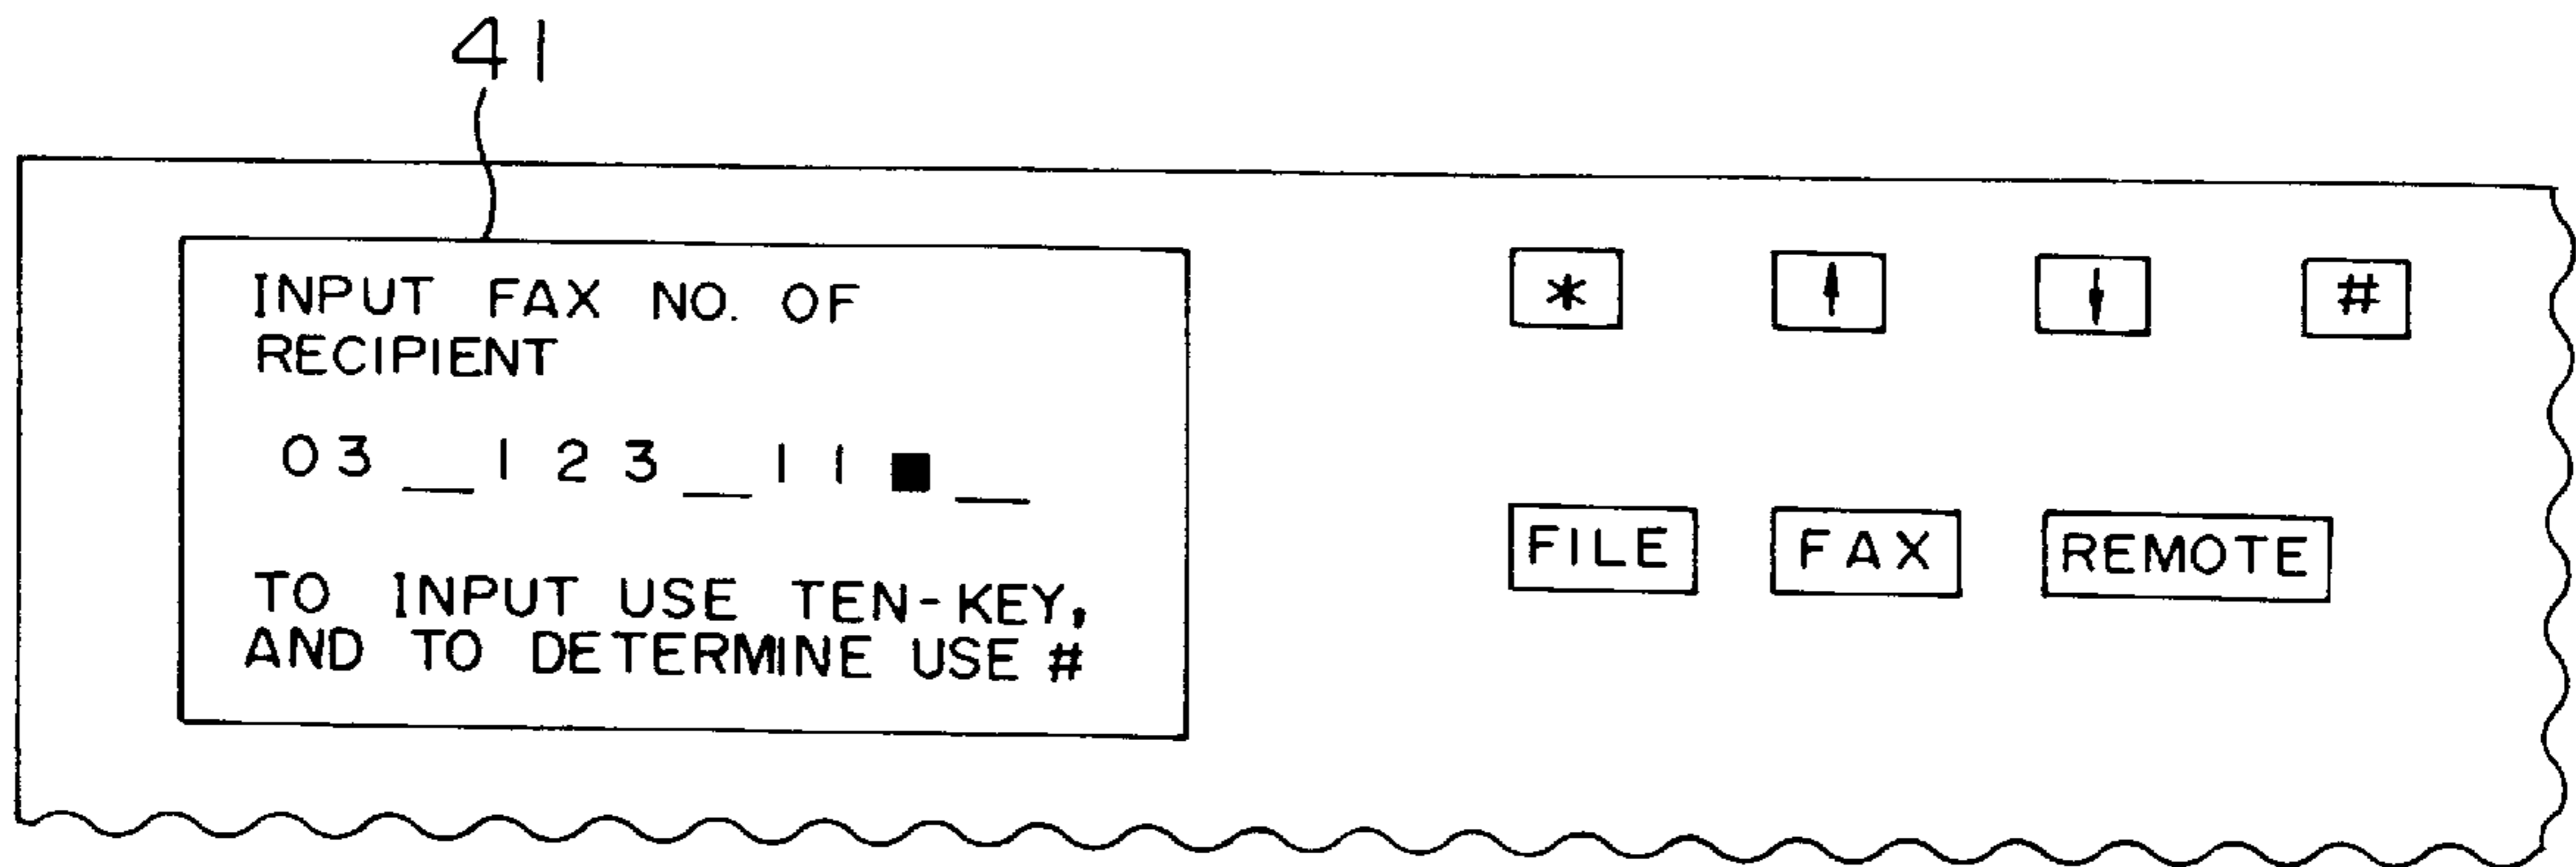 41
INPUT FAX NO. OF
RECIPIENT
03 _ 1 2 3 _ 1 1 ■ _
TO INPUT USE TEN-KEY,
AND TO DETERMINE USE #
* ↑ ↓ #
FILE FAX REMOTE